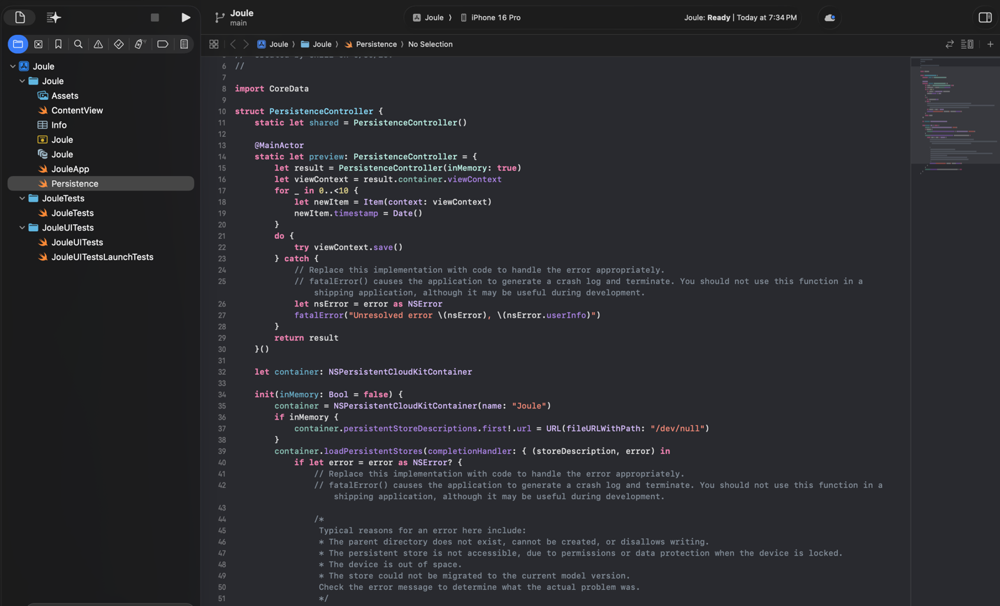 Joule
main
Joule 〉 iPhone 16 Pro
Joule: Ready | Today at 7:34 PM
Joule 〉 Joule 〉 Persistence 〉 No Selection
Joule
Joule
Assets
ContentView
Info
Joule
Joule
JouleApp
Persistence
JouleTests
JouleTests
JouleUITests
JouleUITests
JouleUITestsLaunchTests
6 //
7
8 import CoreData
9
10 struct PersistenceController {
11     static let shared = PersistenceController()
12
13     @MainActor
14     static let preview: PersistenceController = {
15         let result = PersistenceController(inMemory: true)
16         let viewContext = result.container.viewContext
17         for _ in 0..<10 {
18             let newItem = Item(context: viewContext)
19             newItem.timestamp = Date()
20         }
21         do {
22             try viewContext.save()
23         } catch {
24             // Replace this implementation with code to handle the error appropriately.
25             // fatalError() causes the application to generate a crash log and terminate. You should not use this function in a
shipping application, although it may be useful during development.
26             let nsError = error as NSError
27             fatalError("Unresolved error \(nsError), \(nsError.userInfo)")
28         }
29         return result
30     }()
31
32     let container: NSPersistentCloudKitContainer
33
34     init(inMemory: Bool = false) {
35         container = NSPersistentCloudKitContainer(name: "Joule")
36         if inMemory {
37             container.persistentStoreDescriptions.first!.url = URL(fileURLWithPath: "/dev/null")
38         }
39         container.loadPersistentStores(completionHandler: { (storeDescription, error) in
40             if let error = error as NSError? {
41                 // Replace this implementation with code to handle the error appropriately.
42                 // fatalError() causes the application to generate a crash log and terminate. You should not use this function in a
shipping application, although it may be useful during development.
43
44                 /*
45                  Typical reasons for an error here include:
46                  * The parent directory does not exist, cannot be created, or disallows writing.
47                  * The persistent store is not accessible, due to permissions or data protection when the device is locked.
48                  * The device is out of space.
49                  * The store could not be migrated to the current model version.
50                  Check the error message to determine what the actual problem was.
51                  */